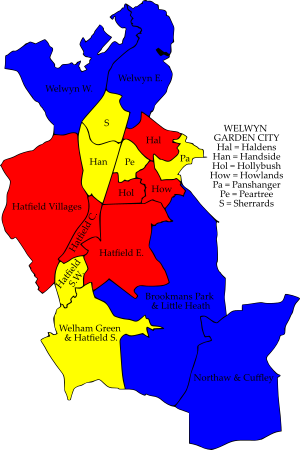 Welwyn W.
Welwyn E.
S
Hal
Han
Pe
Pa
WELWYN
GARDEN CITY
Hal = Haldens
Han = Handside
Hol = Hollybush
How = Howlands
Pa = Panshanger
Pe = Peartree
S = Sherrards
Hol
How
Hatfield Villages
Hatfield C.
Hatfield E.
Hatfield
S.W.
Brookmans Park
& Little Heath
Welham Green
& Hatfield S.
Northaw & Cuffley